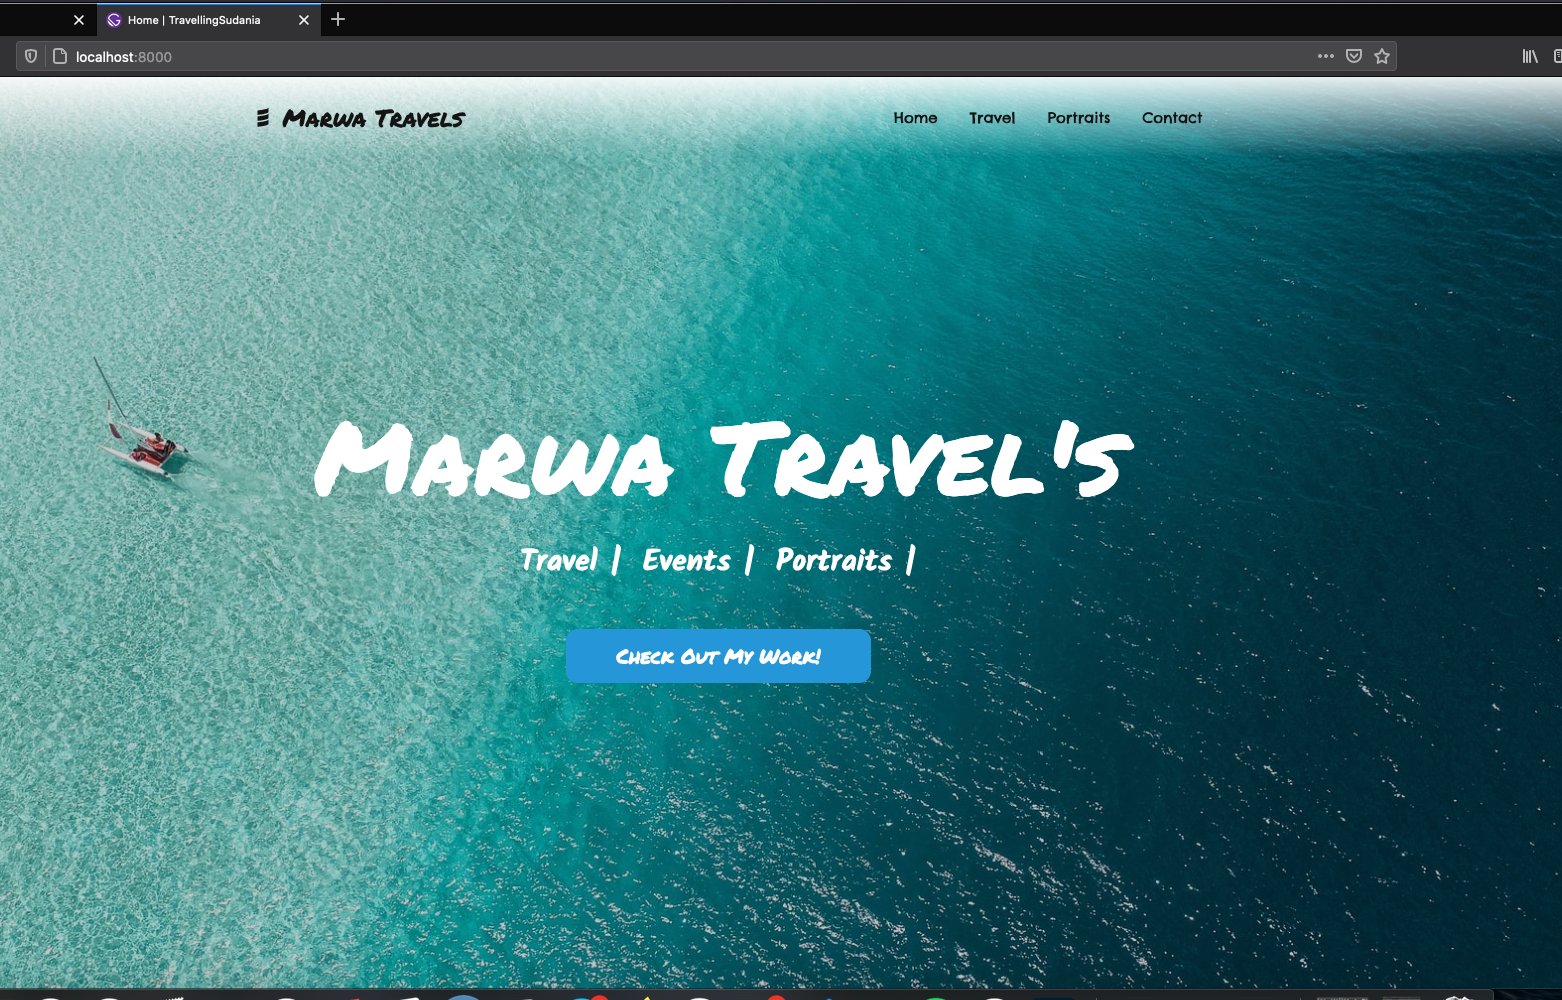 Home | TravellingSudania
localhost:8000
Marwa Travels
Home Travel Portraits Contact
Marwa Travel's
Travel | Events | Portraits |
Check Out My Work!